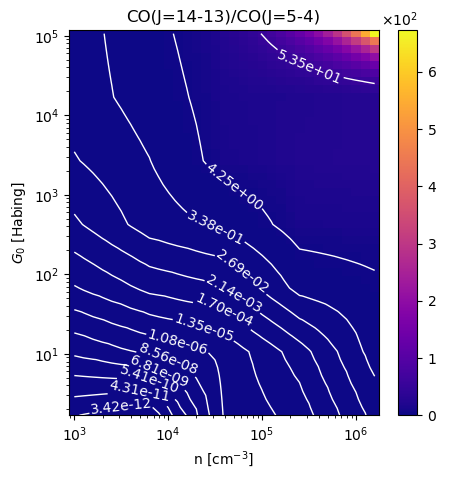 CO(J=14-13)/CO(J=5-4)
×10²
10⁵
10⁴
10³
10²
10¹
G₀ [Habing]
5.35e+01
4.25e+00
3.38e-01
2.69e-02
2.14e-03
1.70e-04
1.35e-05
1.08e-06
8.56e-08
6.81e-09
5.41e-10
4.31e-11
3.42e-12
10³ 10⁴ 10⁵ 10⁶
n [cm⁻³]
6
5
4
3
2
1
0